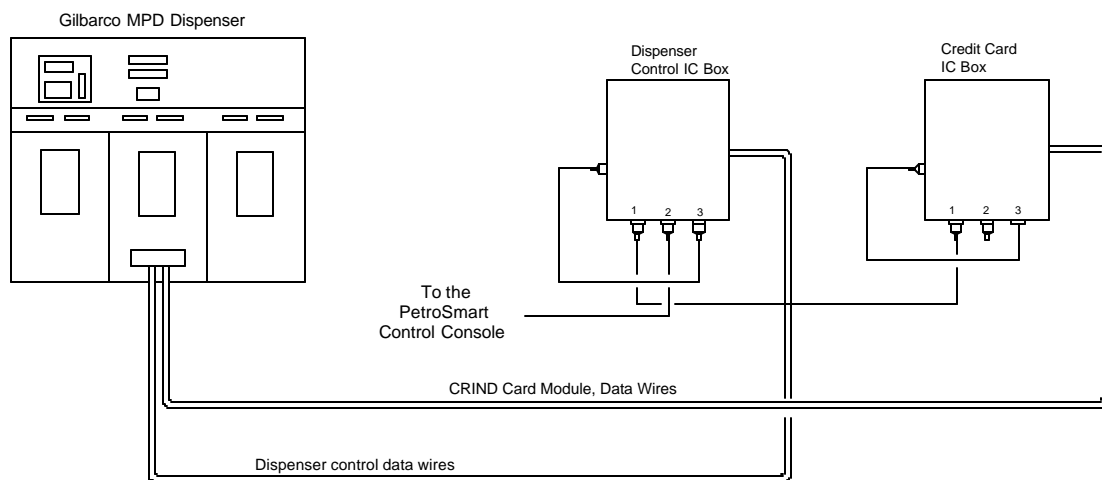 Gilbarco MPD Dispenser
Dispenser
Control IC Box
Credit Card
IC Box
1 2 3
1 2 3
To the
PetroSmart
Control Console
CRIND Card Module, Data Wires
Dispenser control data wires